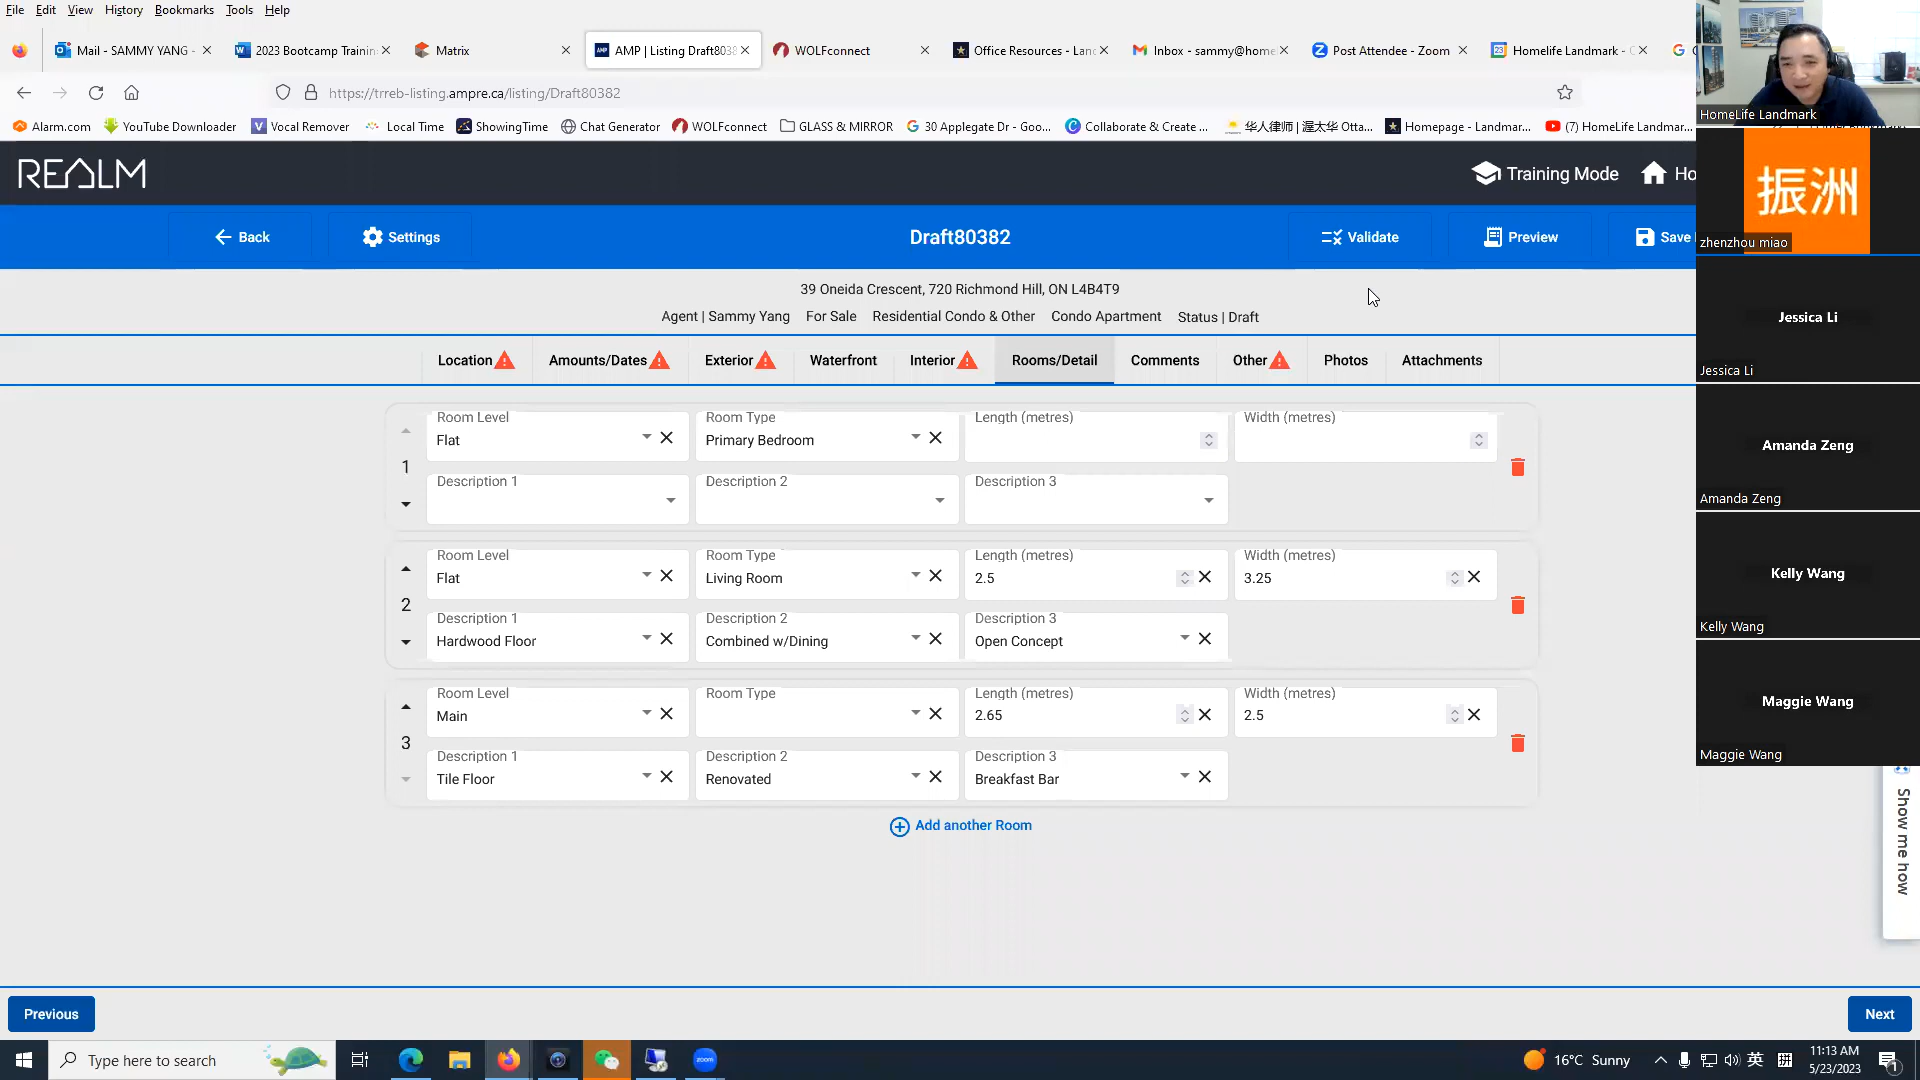 File Edit View History Bookmarks Tools Help
Mail - SAMMY YANG -
2023 Bootcamp Training
Matrix
AMP | Listing Draft8038
WOLFconnect
Office Resources - Lan
Inbox - sammy@home
Post Attendee - Zoom
Homelife Landmark -
https://trreb-listing.ampre.ca/listing/Draft80382
Alarm.com YouTube Downloader Vocal Remover Local Time ShowingTime Chat Generator WOLFconnect GLASS & MIRROR 30 Applegate Dr - Goo... Collaborate & Create ... 华人律师 | 渥太华 Otta... Homepage - Landmar... (7) HomeLife Landmar...
REALM
Training Mode
Ho
Back
Settings
Draft80382
Validate
Preview
Save
39 Oneida Crescent, 720 Richmond Hill, ON L4B4T9
Agent | Sammy Yang For Sale Residential Condo & Other Condo Apartment Status | Draft
Location Amounts/Dates Exterior Waterfront Interior Rooms/Detail Comments Other Photos Attachments
1
Room Level Room Type Length (metres) Width (metres)
Flat Primary Bedroom
Description 1 Description 2 Description 3
2
Room Level Room Type Length (metres) Width (metres)
Flat Living Room 2.5 3.25
Description 1 Description 2 Description 3
Hardwood Floor Combined w/Dining Open Concept
3
Room Level Room Type Length (metres) Width (metres)
Main 2.65 2.5
Description 1 Description 2 Description 3
Tile Floor Renovated Breakfast Bar
Add another Room
Show me how
Previous
Next
HomeLife Landmark
振洲
zhenzhou miao
Jessica Li
Jessica Li
Amanda Zeng
Amanda Zeng
Kelly Wang
Kelly Wang
Maggie Wang
Maggie Wang
Type here to search
zoom
16°C Sunny
英
拼
11:13 AM
5/23/2023
1